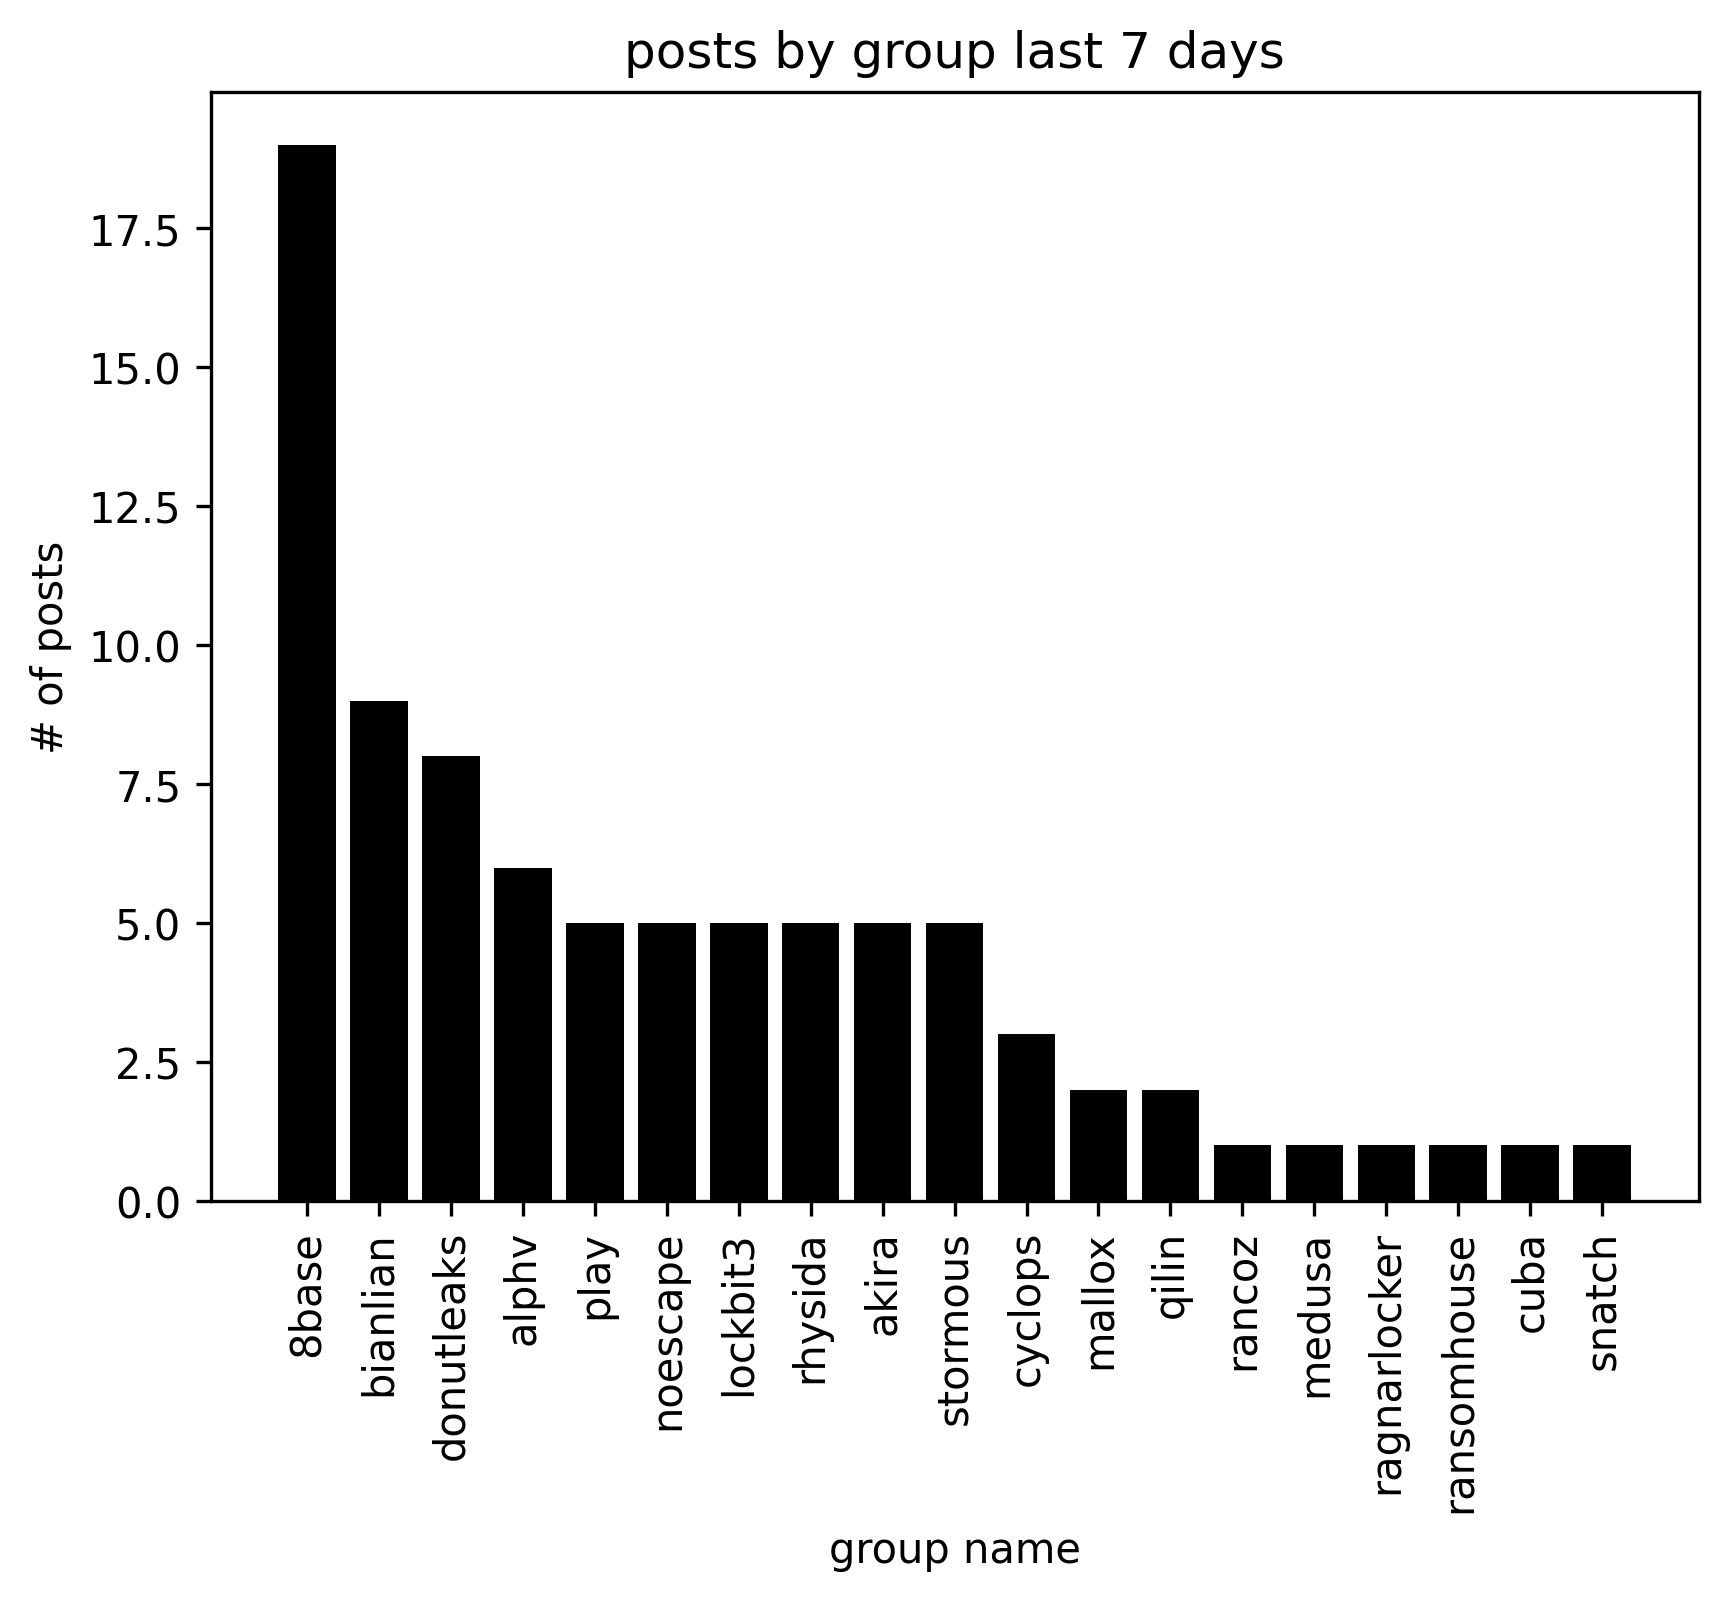 posts by group last 7 days
# of posts
17.5
15.0
12.5
10.0
7.5
5.0
2.5
0.0
8base
bianlian
donutleaks
alphv
play
noescape
lockbit3
rhysida
akira
stormous
cyclops
mallox
qilin
rancoz
medusa
ragnarlocker
ransomhouse
cuba
snatch
group name